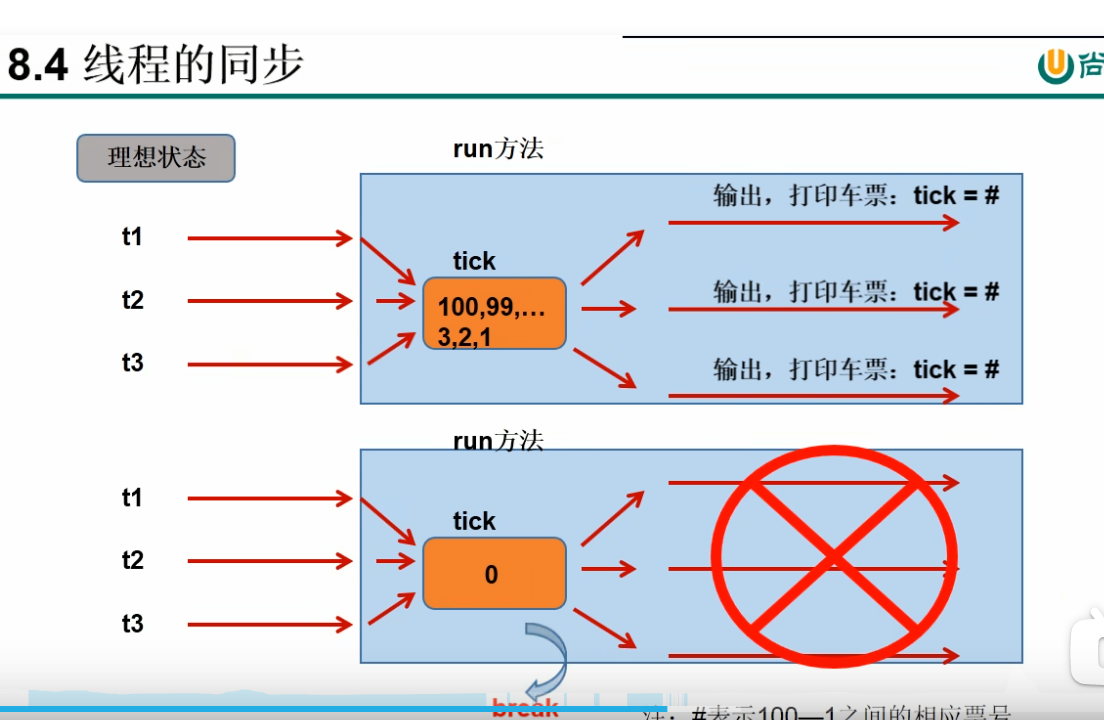 8.4 线程的同步
尚
理想状态
run方法
输出，打印车票：tick = #
t1
tick
t2
100,99,…
3,2,1
输出，打印车票：tick = #
t3
输出，打印车票：tick = #
run方法
t1
tick
t2
0
t3
break
注：#表示100—1之间的相应票号